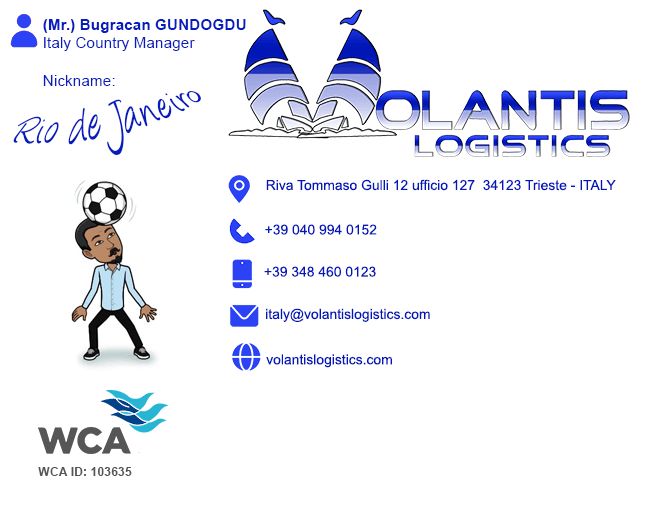 (Mr.) Bugracan GUNDOGDU
Italy Country Manager
Nickname:
Rio de Janeiro
VOLANTIS
LOGISTICS
Riva Tommaso Gulli 12 ufficio 127 34123 Trieste - ITALY
+39 040 994 0152
+39 348 460 0123
italy@volantislogistics.com
volantislogistics.com
WCA
WCA ID: 103635